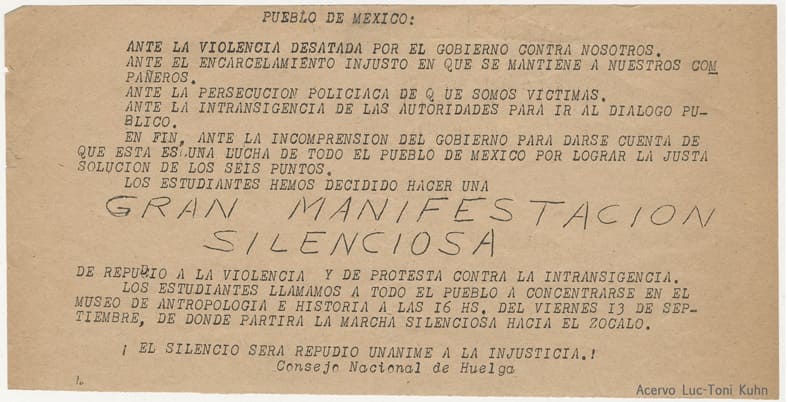 PUEBLO DE MEXICO:
ANTE LA VIOLENCIA DESATADA POR EL GOBIERNO CONTRA NOSOTROS.
ANTE EL ENCARCELAMIENTO INJUSTO EN QUE SE MANTIENE A NUESTROS COM
PAÑEROS.
ANTE LA PERSECUCION POLICIACA DE Q UE SOMOS VICTIMAS.
ANTE LA INTRANSIGENCIA DE LAS AUTORIDADES PARA IR AL DIALOGO PU-
BLICO.
EN FIN, ANTE LA INCOMPRENSION DEL GOBIERNO PARA DARSE CUENTA DE
QUE ESTA ES UNA LUCHA DE TODO EL PUEBLO DE MEXICO POR LOGRAR LA JUSTA
SOLUCION DE LOS SEIS PUNTOS.
LOS ESTUDIANTES HEMOS DECIDIDO HACER UNA
GRAN MANIFESTACION
SILENCIOSA
DE REPUDIO A LA VIOLENCIA Y DE PROTESTA CONTRA LA INTRANSIGENCIA.
LOS ESTUDIANTES LLAMAMOS A TODO EL PUEBLO A CONCENTRARSE EN EL
MUSEO DE ANTROPOLOGIA E HISTORIA A LAS 16 HS. DEL VIERNES 13 DE SEP-
TIEMBRE, DE DONDE PARTIRA LA MARCHA SILENCIOSA HACIA EL ZOCALO.
¡ EL SILENCIO SERA REPUDIO UNANIME A LA INJUSTICIA.!
Consejo Nacional de Huelga
Acervo Luc-Toni Kuhn